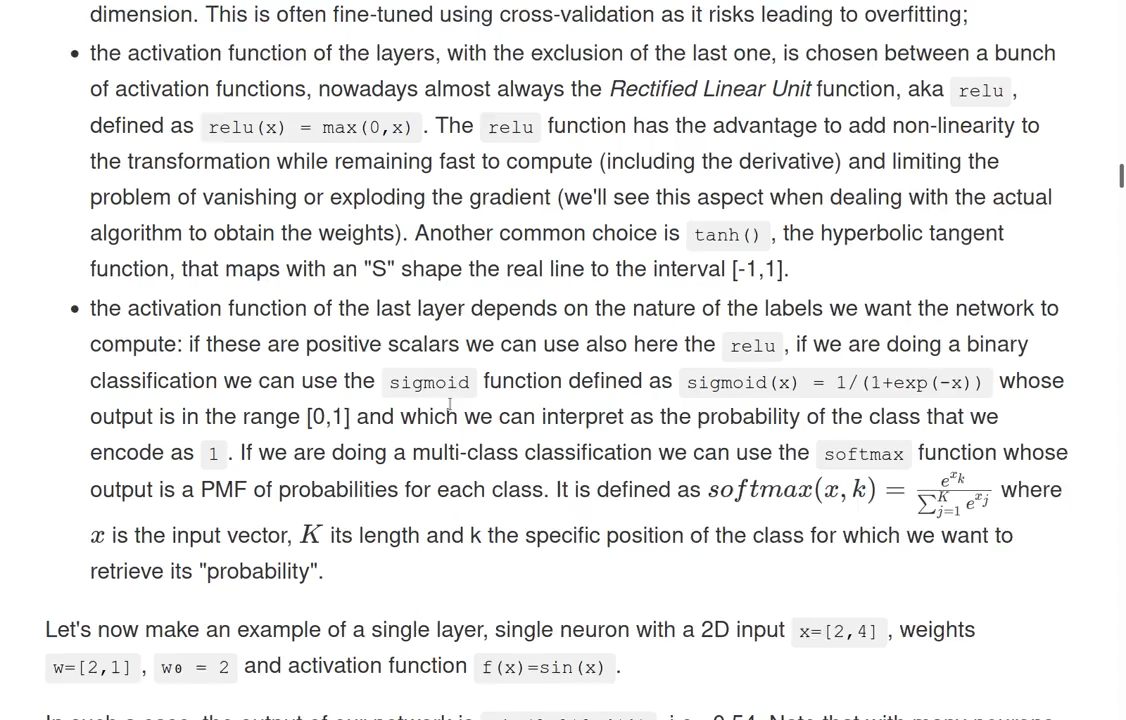 dimension. This is often fine-tuned using cross-validation as it risks leading to overfitting;
• the activation function of the layers, with the exclusion of the last one, is chosen between a bunch
of activation functions, nowadays almost always the Rectified Linear Unit function, aka relu ,
defined as relu(x) = max(0,x) . The relu function has the advantage to add non-linearity to
the transformation while remaining fast to compute (including the derivative) and limiting the
problem of vanishing or exploding the gradient (we'll see this aspect when dealing with the actual
algorithm to obtain the weights). Another common choice is tanh() , the hyperbolic tangent
function, that maps with an "S" shape the real line to the interval [-1,1].
• the activation function of the last layer depends on the nature of the labels we want the network to
compute: if these are positive scalars we can use also here the relu , if we are doing a binary
classification we can use the sigmoid function defined as sigmoid(x) = 1/(1+exp(-x)) whose
output is in the range [0,1] and which we can interpret as the probability of the class that we
encode as 1 . If we are doing a multi-class classification we can use the softmax function whose
output is a PMF of probabilities for each class. It is defined as $softmax(x, k) = \frac{e^{x_k}}{\sum_{j=1}^{K} e^{x_j}}$ where
x is the input vector, K its length and k the specific position of the class for which we want to
retrieve its "probability".
Let's now make an example of a single layer, single neuron with a 2D input x=[2,4] , weights
w=[2,1] , w0 = 2 and activation function f(x)=sin(x) .